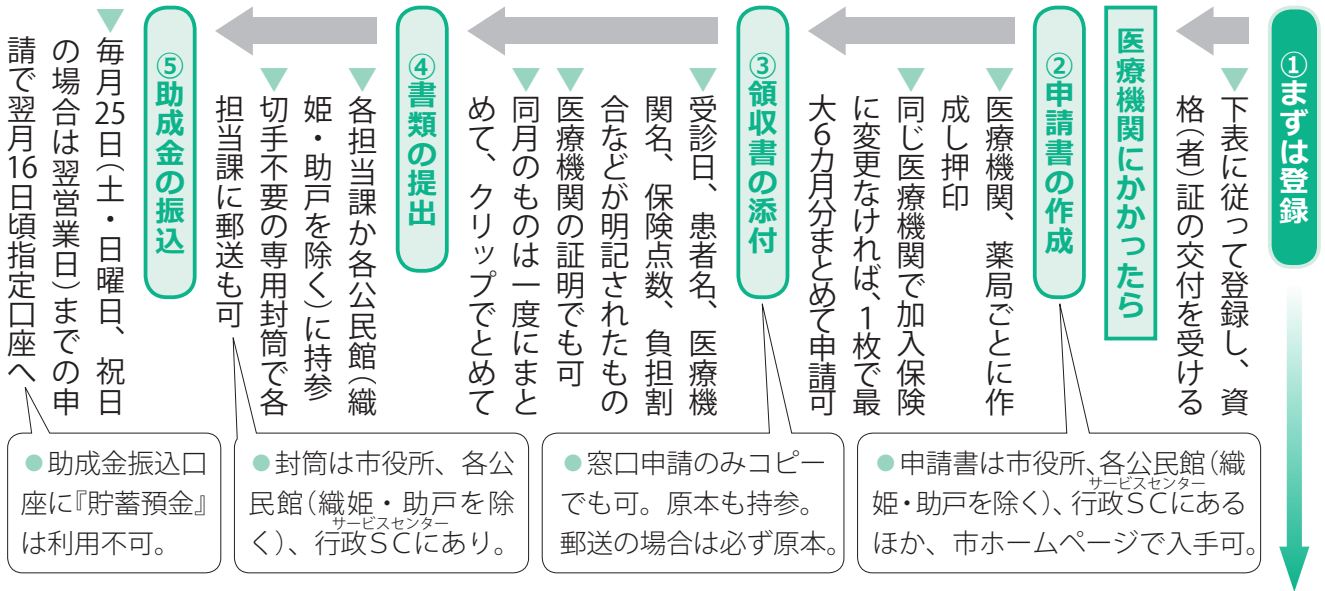 ①まずは登録
▼下表に従って登録し、資
格(者)証の交付を受ける
医療機関にかかったら
②申請書の作成
▼医療機関、薬局ごとに作
成し押印
▼同じ医療機関で加入保険
に変更なければ、1枚で最
大6カ月分まとめて申請可
●申請書は市役所、各公民館(織
姫・助戸を除く)、行政SCにある
サービスセンター
ほか、市ホームページで入手可。
③領収書の添付
▼受診日、患者名、医療機
関名、保険点数、負担割
合などが明記されたもの
▼医療機関の証明でも可
▼同月のものは一度にまと
めて、クリップでとめて
●窓口申請のみコピー
でも可。原本も持参。
郵送の場合は必ず原本。
④書類の提出
▼各担当課か各公民館(織
姫・助戸を除く)に持参
▼切手不要の専用封筒で各
担当課に郵送も可
●封筒は市役所、各公
民館(織姫・助戸を除
く)、行政SCにあり。
サービスセンター
⑤助成金の振込
▼毎月25日(土・日曜日、祝日
の場合は翌営業日)までの申
請で翌月16日頃指定口座へ
●助成金振込口
座に『貯蓄預金』
は利用不可。